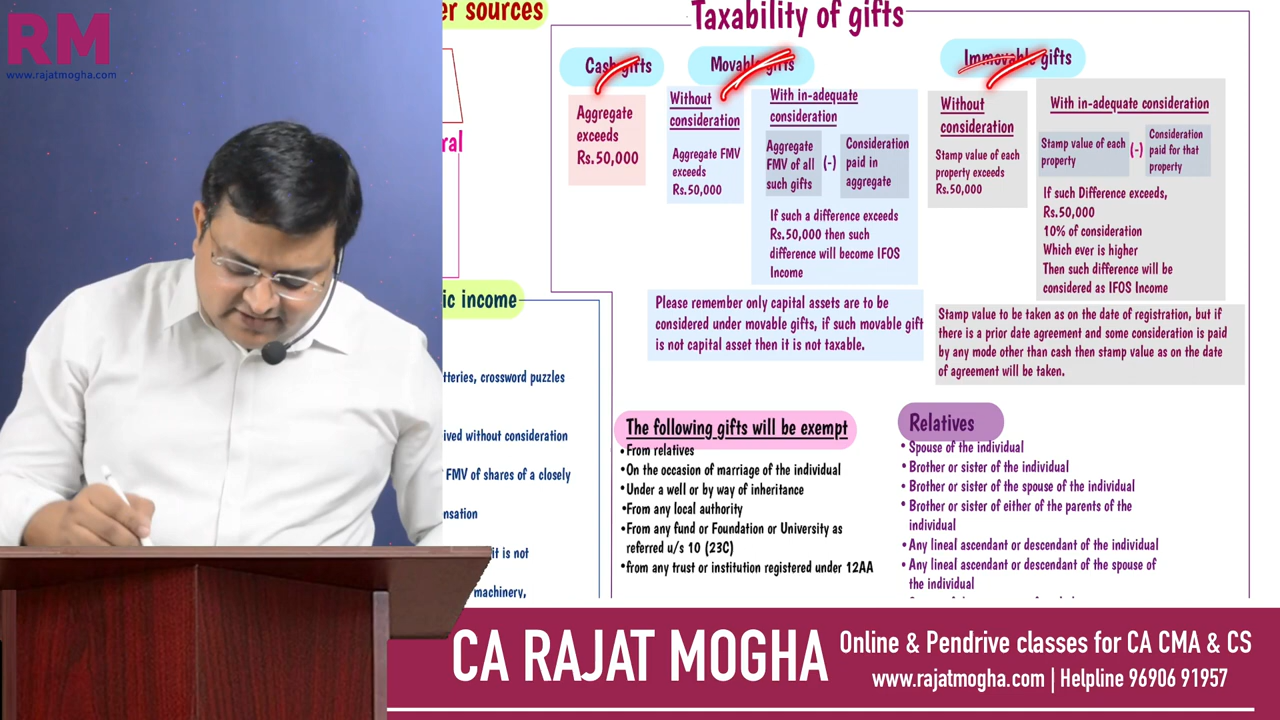 RM
www.rajatmogha.com
er sources
ral
ic income
tteries, crossword puzzles
ived without consideration
FMV of shares of a closely
nsation
it is not
machinery,
Taxability of gifts
Cash gifts
Aggregate
exceeds
Rs.50,000
Movable gifts
Without
consideration
Aggregate FMV
exceeds
Rs.50,000
With in-adequate
consideration
Aggregate
FMV of all
such gifts
(-)
Consideration
paid in
aggregate
If such a difference exceeds
Rs.50,000 then such
difference will become IFOS
Income
Please remember only capital assets are to be
considered under movable gifts, if such movable gift
is not capital asset then it is not taxable.
Immovable gifts
Without
consideration
Stamp value of each
property exceeds
Rs.50,000
With in-adequate consideration
Stamp value of each
property
(-)
Consideration
paid for that
property
If such Difference exceeds,
Rs.50,000
10% of consideration
Which ever is higher
Then such difference will be
considered as IFOS Income
Stamp value to be taken as on the date of registration, but if
there is a prior date agreement and some consideration is paid
by any mode other than cash then stamp value as on the date
of agreement will be taken.
The following gifts will be exempt
•From relatives
•On the occasion of marriage of the individual
•Under a well or by way of inheritance
•From any local authority
•From any fund or Foundation or University as
referred u/s 10 (23C)
•from any trust or institution registered under 12AA
Relatives
•Spouse of the individual
•Brother or sister of the individual
•Brother or sister of the spouse of the individual
•Brother or sister of either of the parents of the
individual
•Any lineal ascendant or descendant of the individual
•Any lineal ascendant or descendant of the spouse of
the individual
CA RAJAT MOGHA
Online & Pendrive classes for CA CMA & CS
www.rajatmogha.com | Helpline 96906 91957